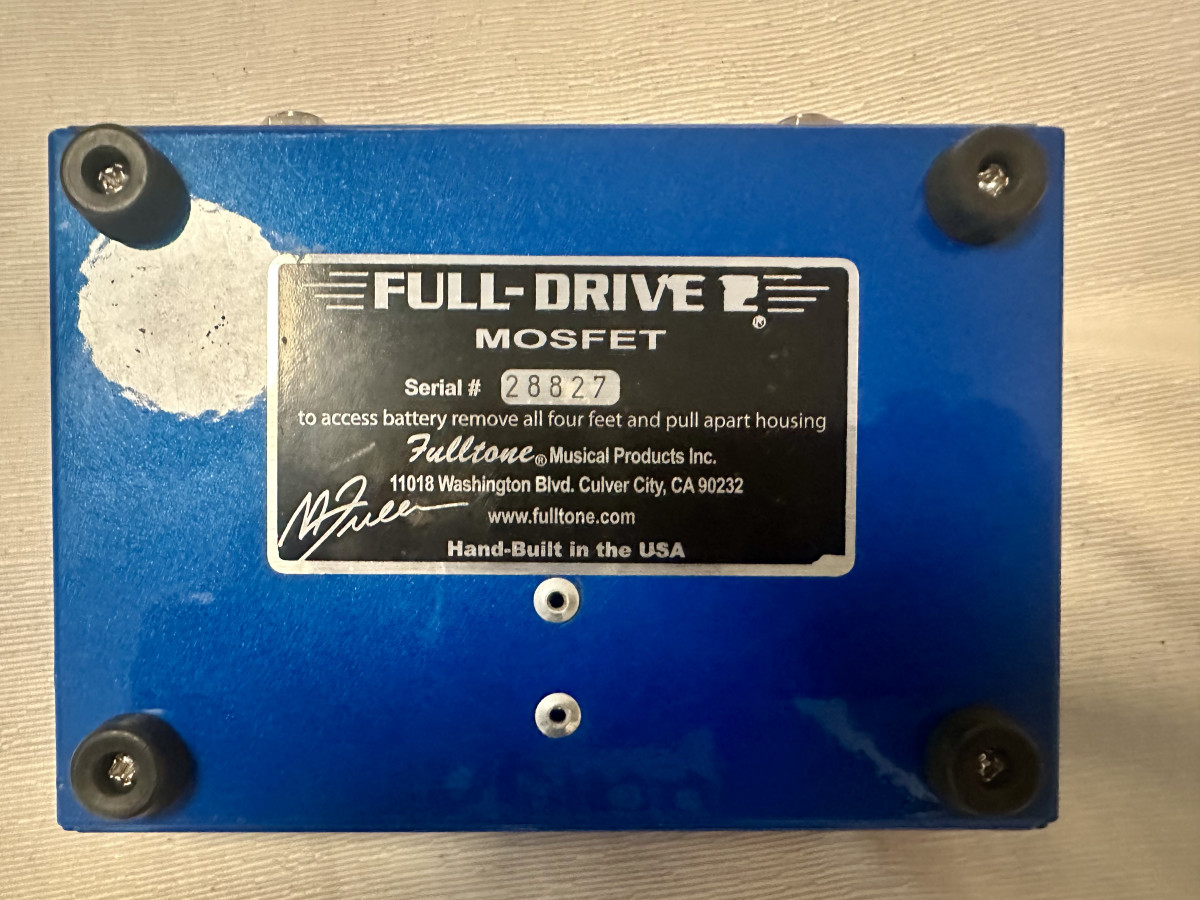 FULL-DRIVE 2®
MOSFET
Serial # 28827
to access battery remove all four feet and pull apart housing
Fulltone® Musical Products Inc.
11018 Washington Blvd. Culver City, CA 90232
www.fulltone.com
Hand-Built in the USA